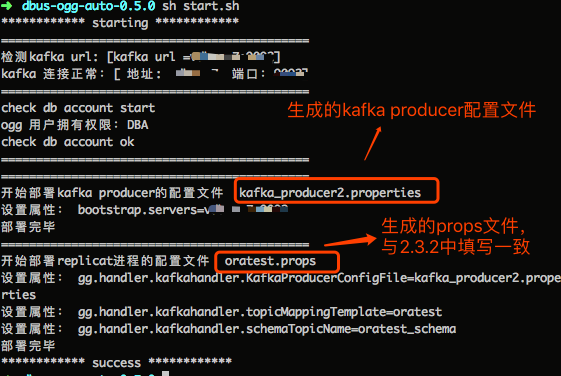 ➜ dbus-ogg-auto-0.5.0 sh start.sh
************ starting ************
========================================
检测kafka url: [kafka url =
kafka 连接正常: [ 地址: 端口:
========================================
check db account start
ogg 用户拥有权限: DBA
check db account ok
生成的kafka producer配置文件
========================================
========================================
开始部署kafka producer的配置文件 kafka_producer2.properties
设置属性: bootstrap.servers=
部署完毕
生成的props文件,
与2.3.2中填写一致
========================================
开始部署replicat进程的配置文件 oratest.props
设置属性: gg.handler.kafkahandler.KafkaProducerConfigFile=kafka_producer2.prope
rties
设置属性: gg.handler.kafkahandler.topicMappingTemplate=oratest
设置属性: gg.handler.kafkahandler.schemaTopicName=oratest_schema
部署完毕
************ success ************